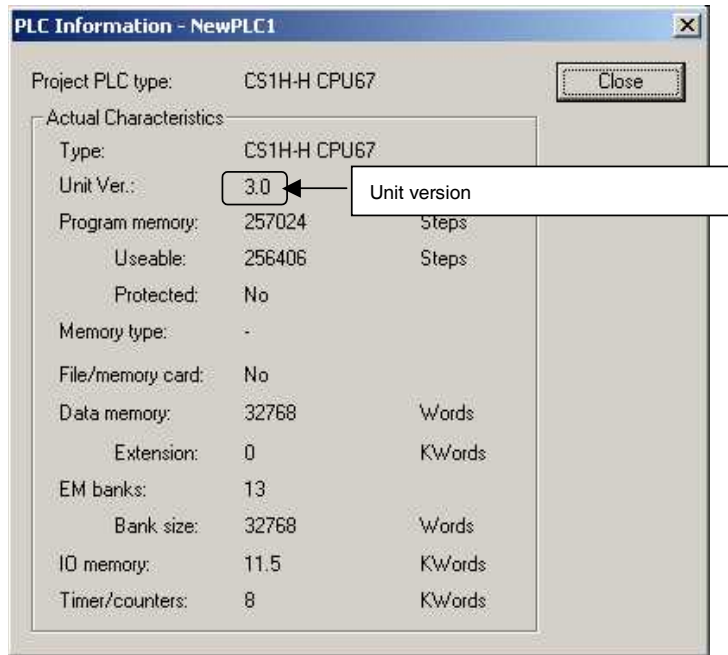 PLC Information - NewPLC1
Project PLC type: CS1H-H CPU67 Close
Actual Characteristics
Type: CS1H-H CPU67
Unit Ver.: 3.0 Unit version
Program memory: 257024 Steps
Useable: 256406 Steps
Protected: No
Memory type: -
File/memory card: No
Data memory: 32768 Words
Extension: 0 KWords
EM banks: 13
Bank size: 32768 Words
IO memory: 11.5 KWords
Timer/counters: 8 KWords